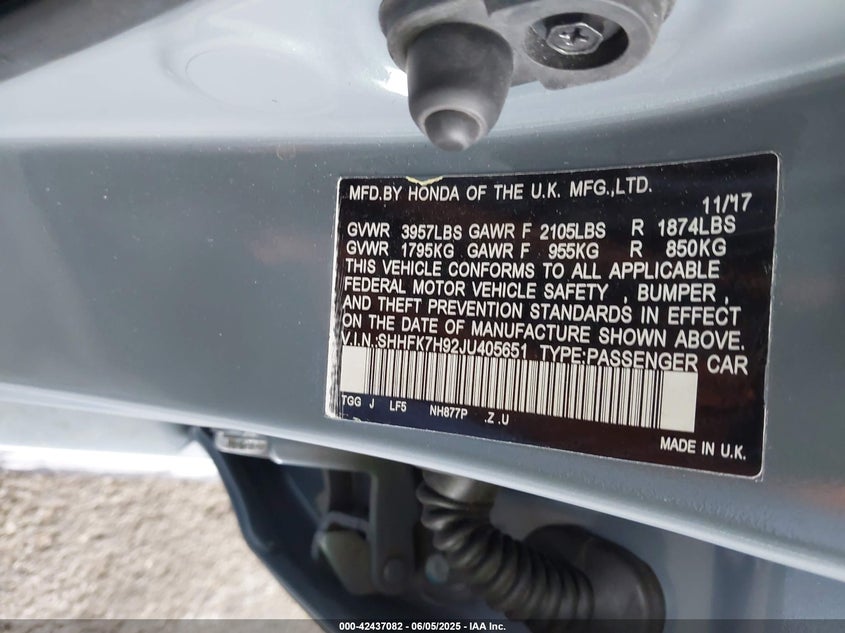 MFD.BY HONDA OF THE U.K. MFG.,LTD.
11/17
GVWR 3957LBS GAWR F 2105LBS R 1874LBS
GVWR 1795KG GAWR F 955KG R 850KG
THIS VEHICLE CONFORMS TO ALL APPLICABLE
FEDERAL MOTOR VEHICLE SAFETY , BUMPER ,
AND THEFT PREVENTION STANDARDS IN EFFECT
ON THE DATE OF MANUFACTURE SHOWN ABOVE.
V.I.N:SHHFK7H92JU405651 TYPE:PASSENGER CAR
TGG J LF5 NH877P .Z .U
MADE IN U.K.
000-42437082 - 06/05/2025 - IAA Inc.